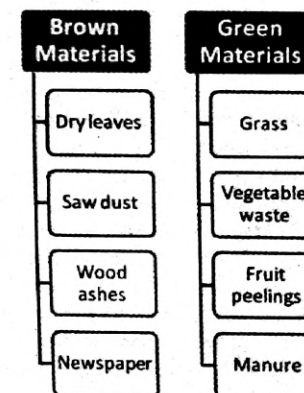 Brown
Materials
Dry leaves
Saw dust
Wood
ashes
Newspaper
Green
Materials
Grass
Vegetable
waste
Fruit
peelings
Manure